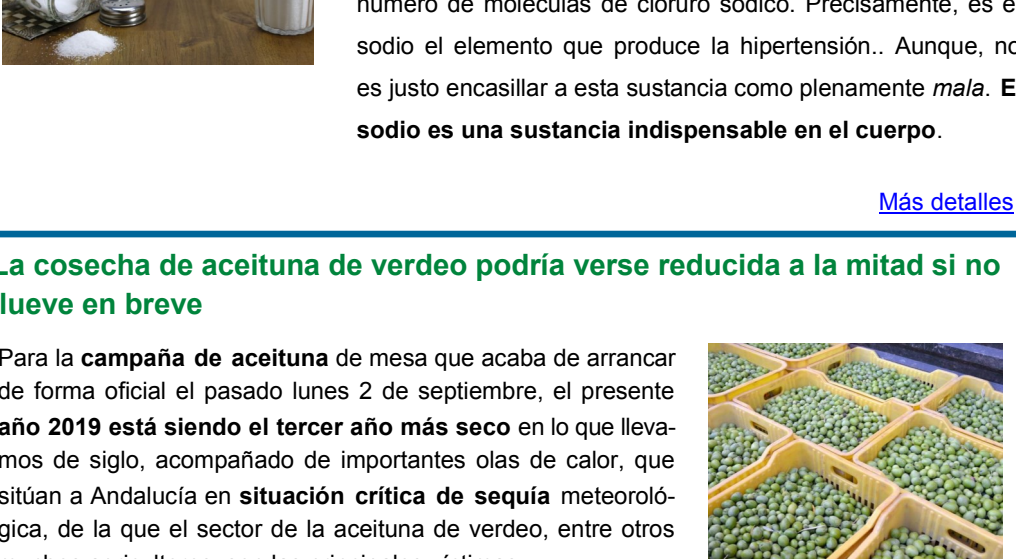 número de moléculas de cloruro sódico. Precisamente, es e
sodio el elemento que produce la hipertensión.. Aunque, no
es justo encasillar a esta sustancia como plenamente mala. E
sodio es una sustancia indispensable en el cuerpo.
Más detalles
La cosecha de aceituna de verdeo podría verse reducida a la mitad si no
lueve en breve
Para la campaña de aceituna de mesa que acaba de arrancar
de forma oficial el pasado lunes 2 de septiembre, el presente
año 2019 está siendo el tercer año más seco en lo que lleva-
mos de siglo, acompañado de importantes olas de calor, que
sitúan a Andalucía en situación crítica de sequía meteoroló-
gica, de la que el sector de la aceituna de verdeo, entre otros